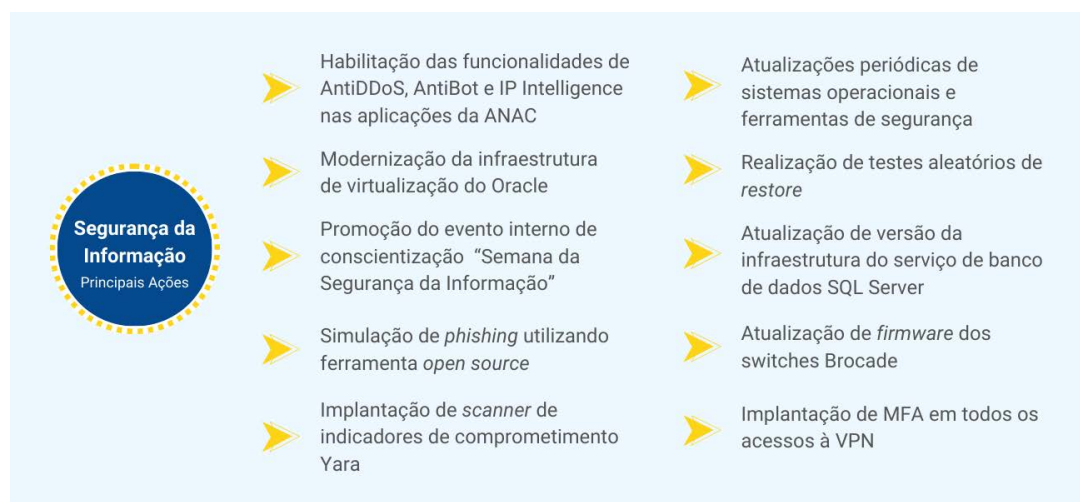 Segurança da
Informação
Principais Ações
Habilitação das funcionalidades de
AntiDDoS, AntiBot e IP Intelligence
nas aplicações da ANAC
Modernização da infraestrutura
de virtualização do Oracle
Promoção do evento interno de
conscientização “Semana da
Segurança da Informação”
Simulação de phishing utilizando
ferramenta open source
Implantação de scanner de
indicadores de comprometimento
Yara
Atualizações periódicas de
sistemas operacionais e
ferramentas de segurança
Realização de testes aleatórios de
restore
Atualização de versão da
infraestrutura do serviço de banco
de dados SQL Server
Atualização de firmware dos
switches Brocade
Implantação de MFA em todos os
acessos à VPN